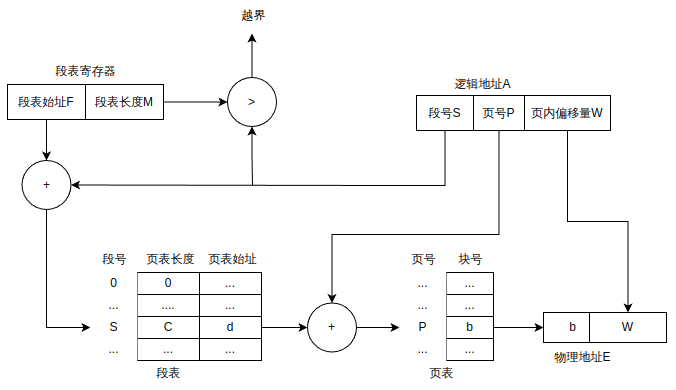 越界
段表寄存器
段表始址F 段表长度M
>
逻辑地址A
段号S 页号P 页内偏移量W
+
段号 页表长度 页表始址
0 0 ...
... .... ...
S C d
... ... ...
段表
+
页号 块号
... ...
... ...
P b
... ...
页表
b W
物理地址E